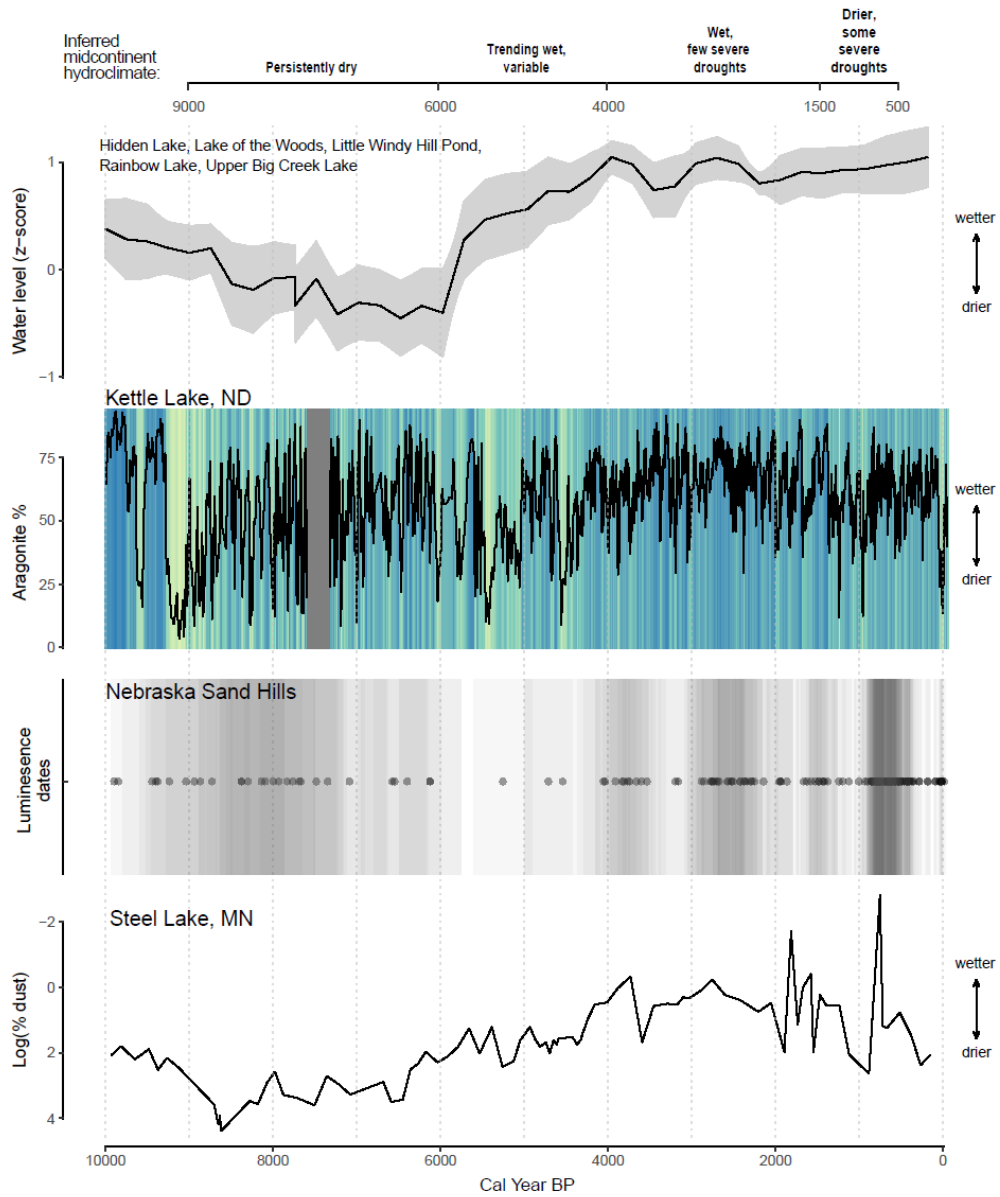 Inferred
midcontinent
hydroclimate:
Persistently dry
Trending wet,
variable
Wet,
few severe
droughts
Drier,
some
severe
droughts
9000
6000
4000
1500
500
Hidden Lake, Lake of the Woods, Little Windy Hill Pond,
Rainbow Lake, Upper Big Creek Lake
Water level (z-score)
1
0
−1
wetter
drier
Kettle Lake, ND
Aragonite %
75
50
25
0
wetter
drier
Nebraska Sand Hills
Luminesence
dates
Steel Lake, MN
Log(% dust)
−2
0
2
4
wetter
drier
10000
8000
6000
4000
2000
0
Cal Year BP